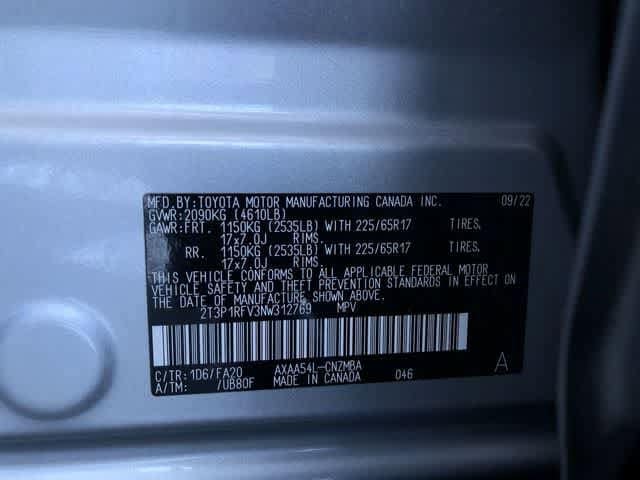 MFD.BY:TOYOTA MOTOR MANUFACTURING CANADA INC. 09/22
GVWR:2090KG (4610LB)
GAWR:FRT. 1150KG (2535LB) WITH 225/65R17 TIRES.
17x7.0J RIMS.
RR. 1150KG (2535LB) WITH 225/65R17 TIRES.
17x7.0J RIMS.
THIS VEHICLE CONFORMS TO ALL APPLICABLE FEDERAL MOTOR
VEHICLE SAFETY AND THEFT PREVENTION STANDARDS IN EFFECT ON
THE DATE OF MANUFACTURE SHOWN ABOVE.
2T3P1RFV3NW312769 MPV
C/TR:1D6/FA20 AXAA54L-CNZMBA 046 A
A/TM: /UB80F MADE IN CANADA